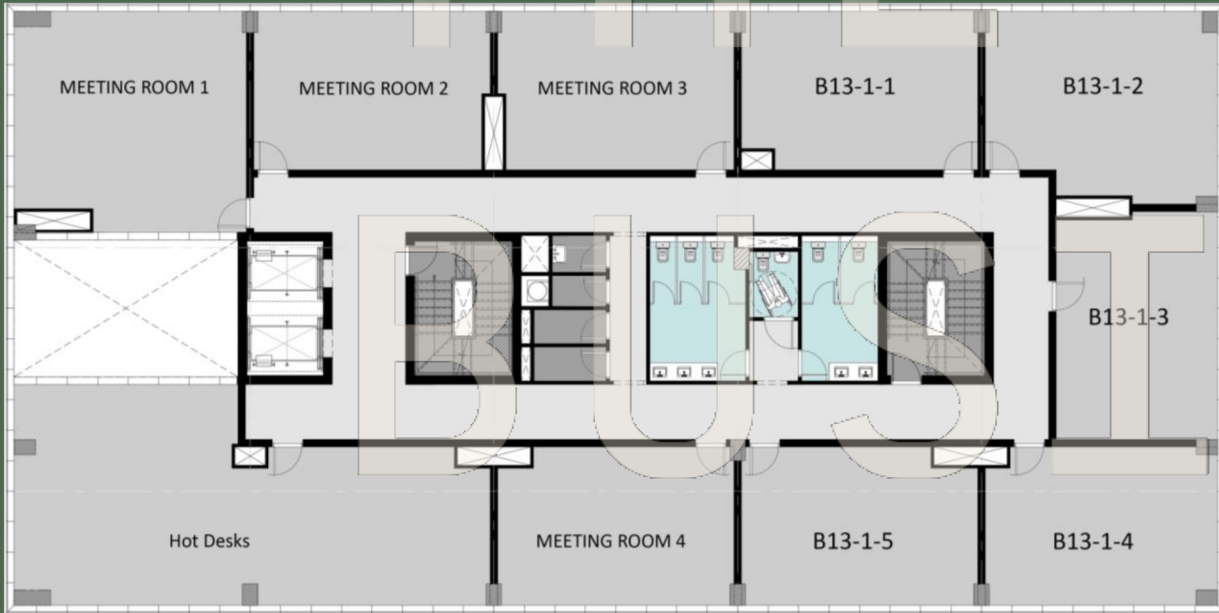 MEETING ROOM 1
MEETING ROOM 2
MEETING ROOM 3
B13-1-1
B13-1-2
BUSI
B13-1-3
Hot Desks
MEETING ROOM 4
B13-1-5
B13-1-4